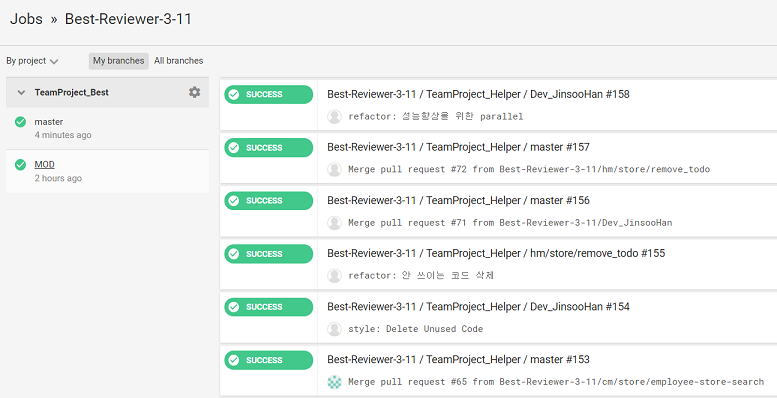 Jobs » Best-Reviewer-3-11
By project
My branches
All branches
TeamProject_Best
master
4 minutes ago
MOD
2 hours ago
SUCCESS
Best-Reviewer-3-11 / TeamProject_Helper / Dev_JinsooHan #158
refactor: 성능향상을 위한 parallel
SUCCESS
Best-Reviewer-3-11 / TeamProject_Helper / master #157
Merge pull request #72 from Best-Reviewer-3-11/hm/store/remove_todo
SUCCESS
Best-Reviewer-3-11 / TeamProject_Helper / master #156
Merge pull request #71 from Best-Reviewer-3-11/Dev_JinsooHan
SUCCESS
Best-Reviewer-3-11 / TeamProject_Helper / hm/store/remove_todo #155
refactor: 안 쓰이는 코드 삭제
SUCCESS
Best-Reviewer-3-11 / TeamProject_Helper / Dev_JinsooHan #154
style: Delete Unused Code
SUCCESS
Best-Reviewer-3-11 / TeamProject_Helper / master #153
Merge pull request #65 from Best-Reviewer-3-11/cm/store/employee-store-search